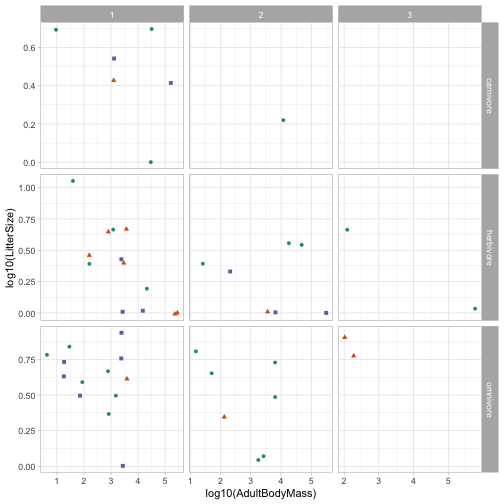 1 2 3
0.6
0.4
0.2
0.0
carnivore
1.00
0.75
0.50
0.25
0.00
herbivore
0.75
0.50
0.25
0.00
omnivore
log10(LitterSize)
1 2 3 4 5 1 2 3 4 5 2 3 4 5
log10(AdultBodyMass)